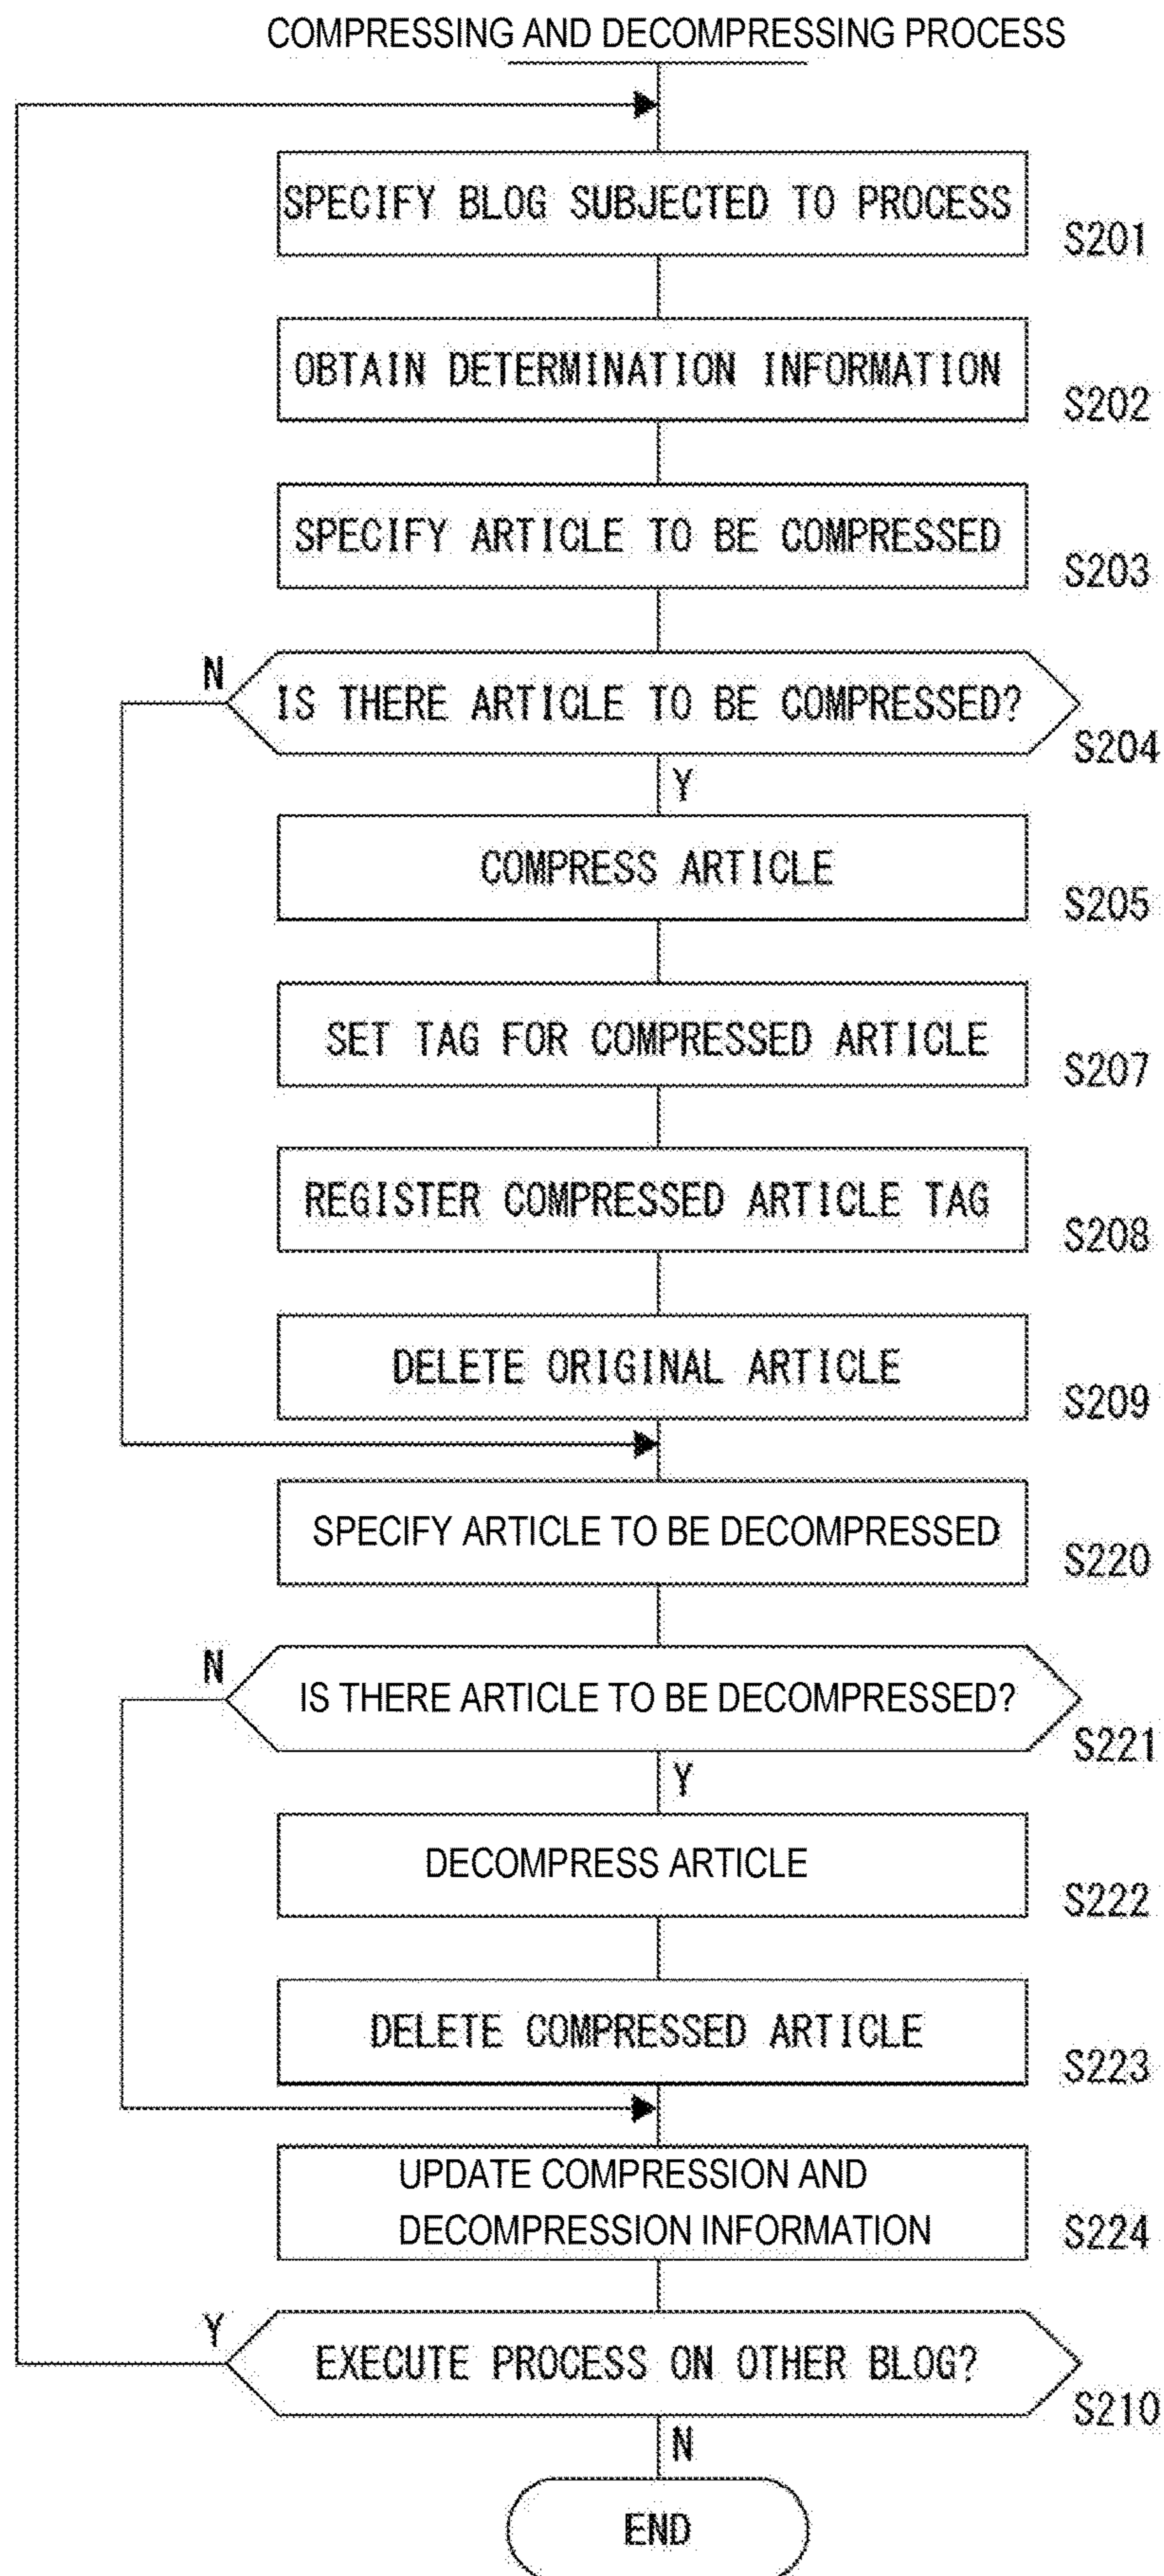 COMPRESSING AND DECOMPRESSING PROCESS
SPECIFY BLOG SUBJECTED TO PROCESS
S201
OBTAIN DETERMINATION INFORMATION
S202
SPECIFY ARTICLE TO BE COMPRESSED
S203
N
IS THERE ARTICLE TO BE COMPRESSED?
S204
Y
COMPRESS ARTICLE
S205
SET TAG FOR COMPRESSED ARTICLE
S207
REGISTER COMPRESSED ARTICLE TAG
S208
DELETE ORIGINAL ARTICLE
S209
SPECIFY ARTICLE TO BE DECOMPRESSED
S220
N
IS THERE ARTICLE TO BE DECOMPRESSED?
S221
Y
DECOMPRESS ARTICLE
S222
DELETE COMPRESSED ARTICLE
S223
UPDATE COMPRESSION AND
DECOMPRESSION INFORMATION
S224
Y
EXECUTE PROCESS ON OTHER BLOG?
S210
N
END